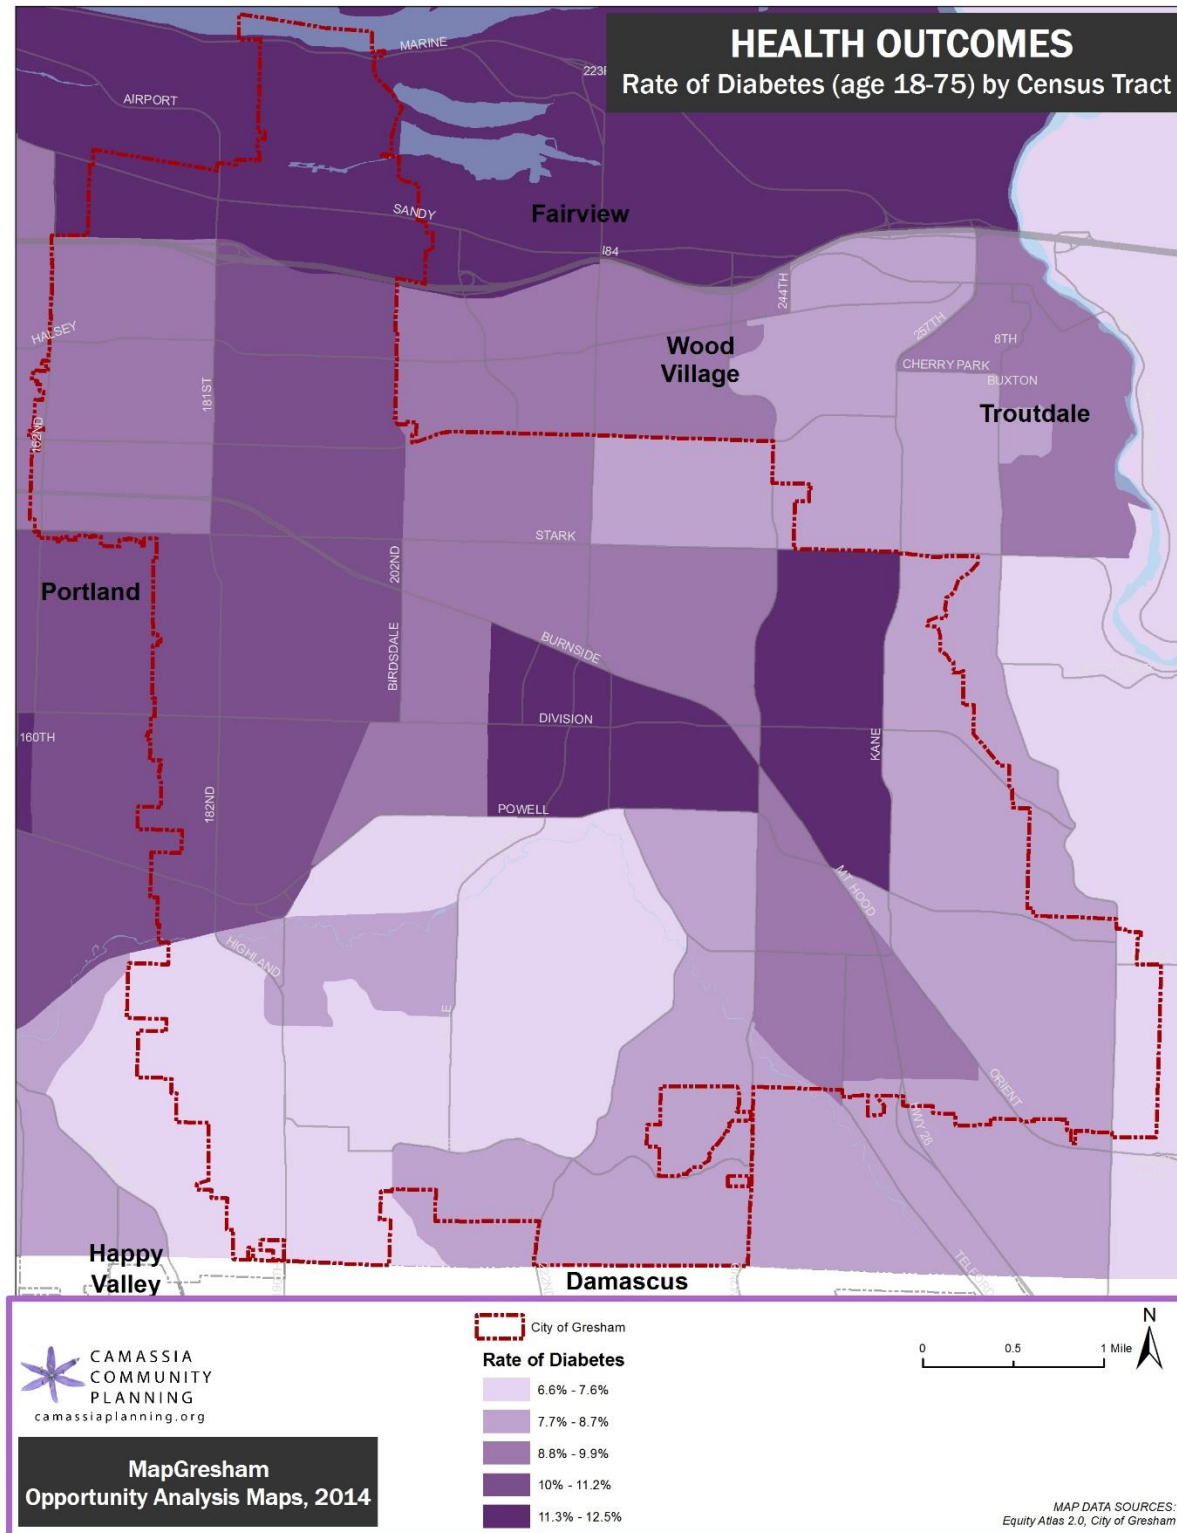 HEALTH OUTCOMES
Rate of Diabetes (age 18-75) by Census Tract
MARINE
AIRPORT
SANDY
Fairview
I84
244TH
HALSEY
Wood
Village
257TH
8TH
CHERRY PARK
BUXTON
Troutdale
181ST
162ND
STARK
202ND
Portland
BURNSIDE
BIRDSDALE
DIVISION
160TH
KANE
182ND
POWELL
MT HOOD
HIGHLAND
ORIENT
HWY 26
TELFORD
Happy
Valley
Damascus
CAMASSIA
COMMUNITY
PLANNING
camassiaplanning.org
MapGresham
Opportunity Analysis Maps, 2014
City of Gresham
Rate of Diabetes
6.6% - 7.6%
7.7% - 8.7%
8.8% - 9.9%
10% - 11.2%
11.3% - 12.5%
N
0 0.5 1 Mile
MAP DATA SOURCES:
Equity Atlas 2.0, City of Gresham